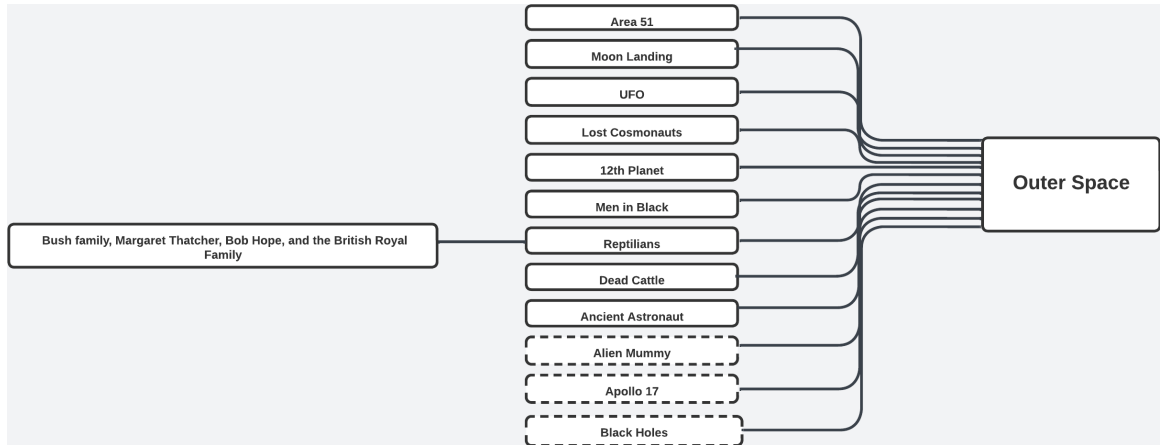 Area 51
Moon Landing
UFO
Lost Cosmonauts
12th Planet
Men in Black
Reptilians
Dead Cattle
Ancient Astronaut
Alien Mummy
Apollo 17
Black Holes
Outer Space
Bush family, Margaret Thatcher, Bob Hope, and the British Royal
Family